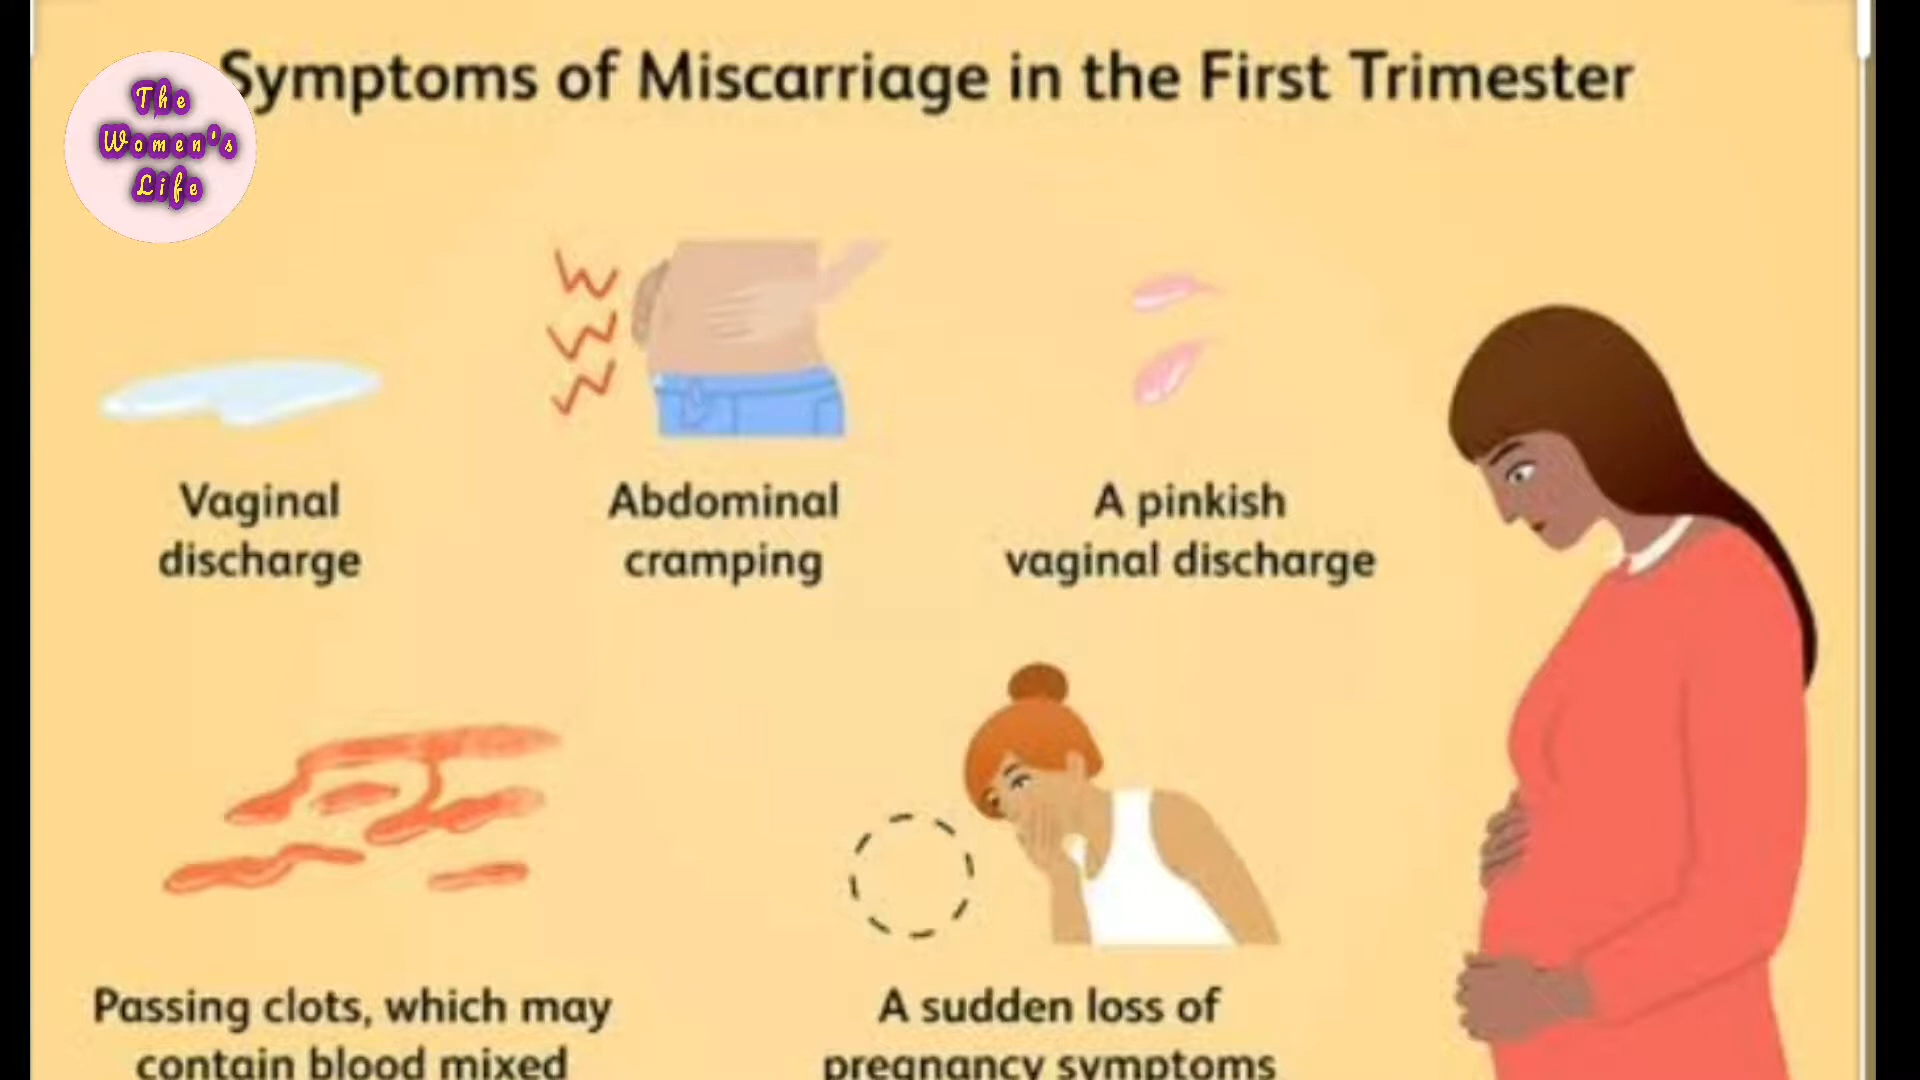 Symptoms of Miscarriage in the First Trimester
The
Women's
Life
Vaginal
discharge
Abdominal
cramping
A pinkish
vaginal discharge
Passing clots, which may
contain blood mixed
A sudden loss of
pregnancy symptoms